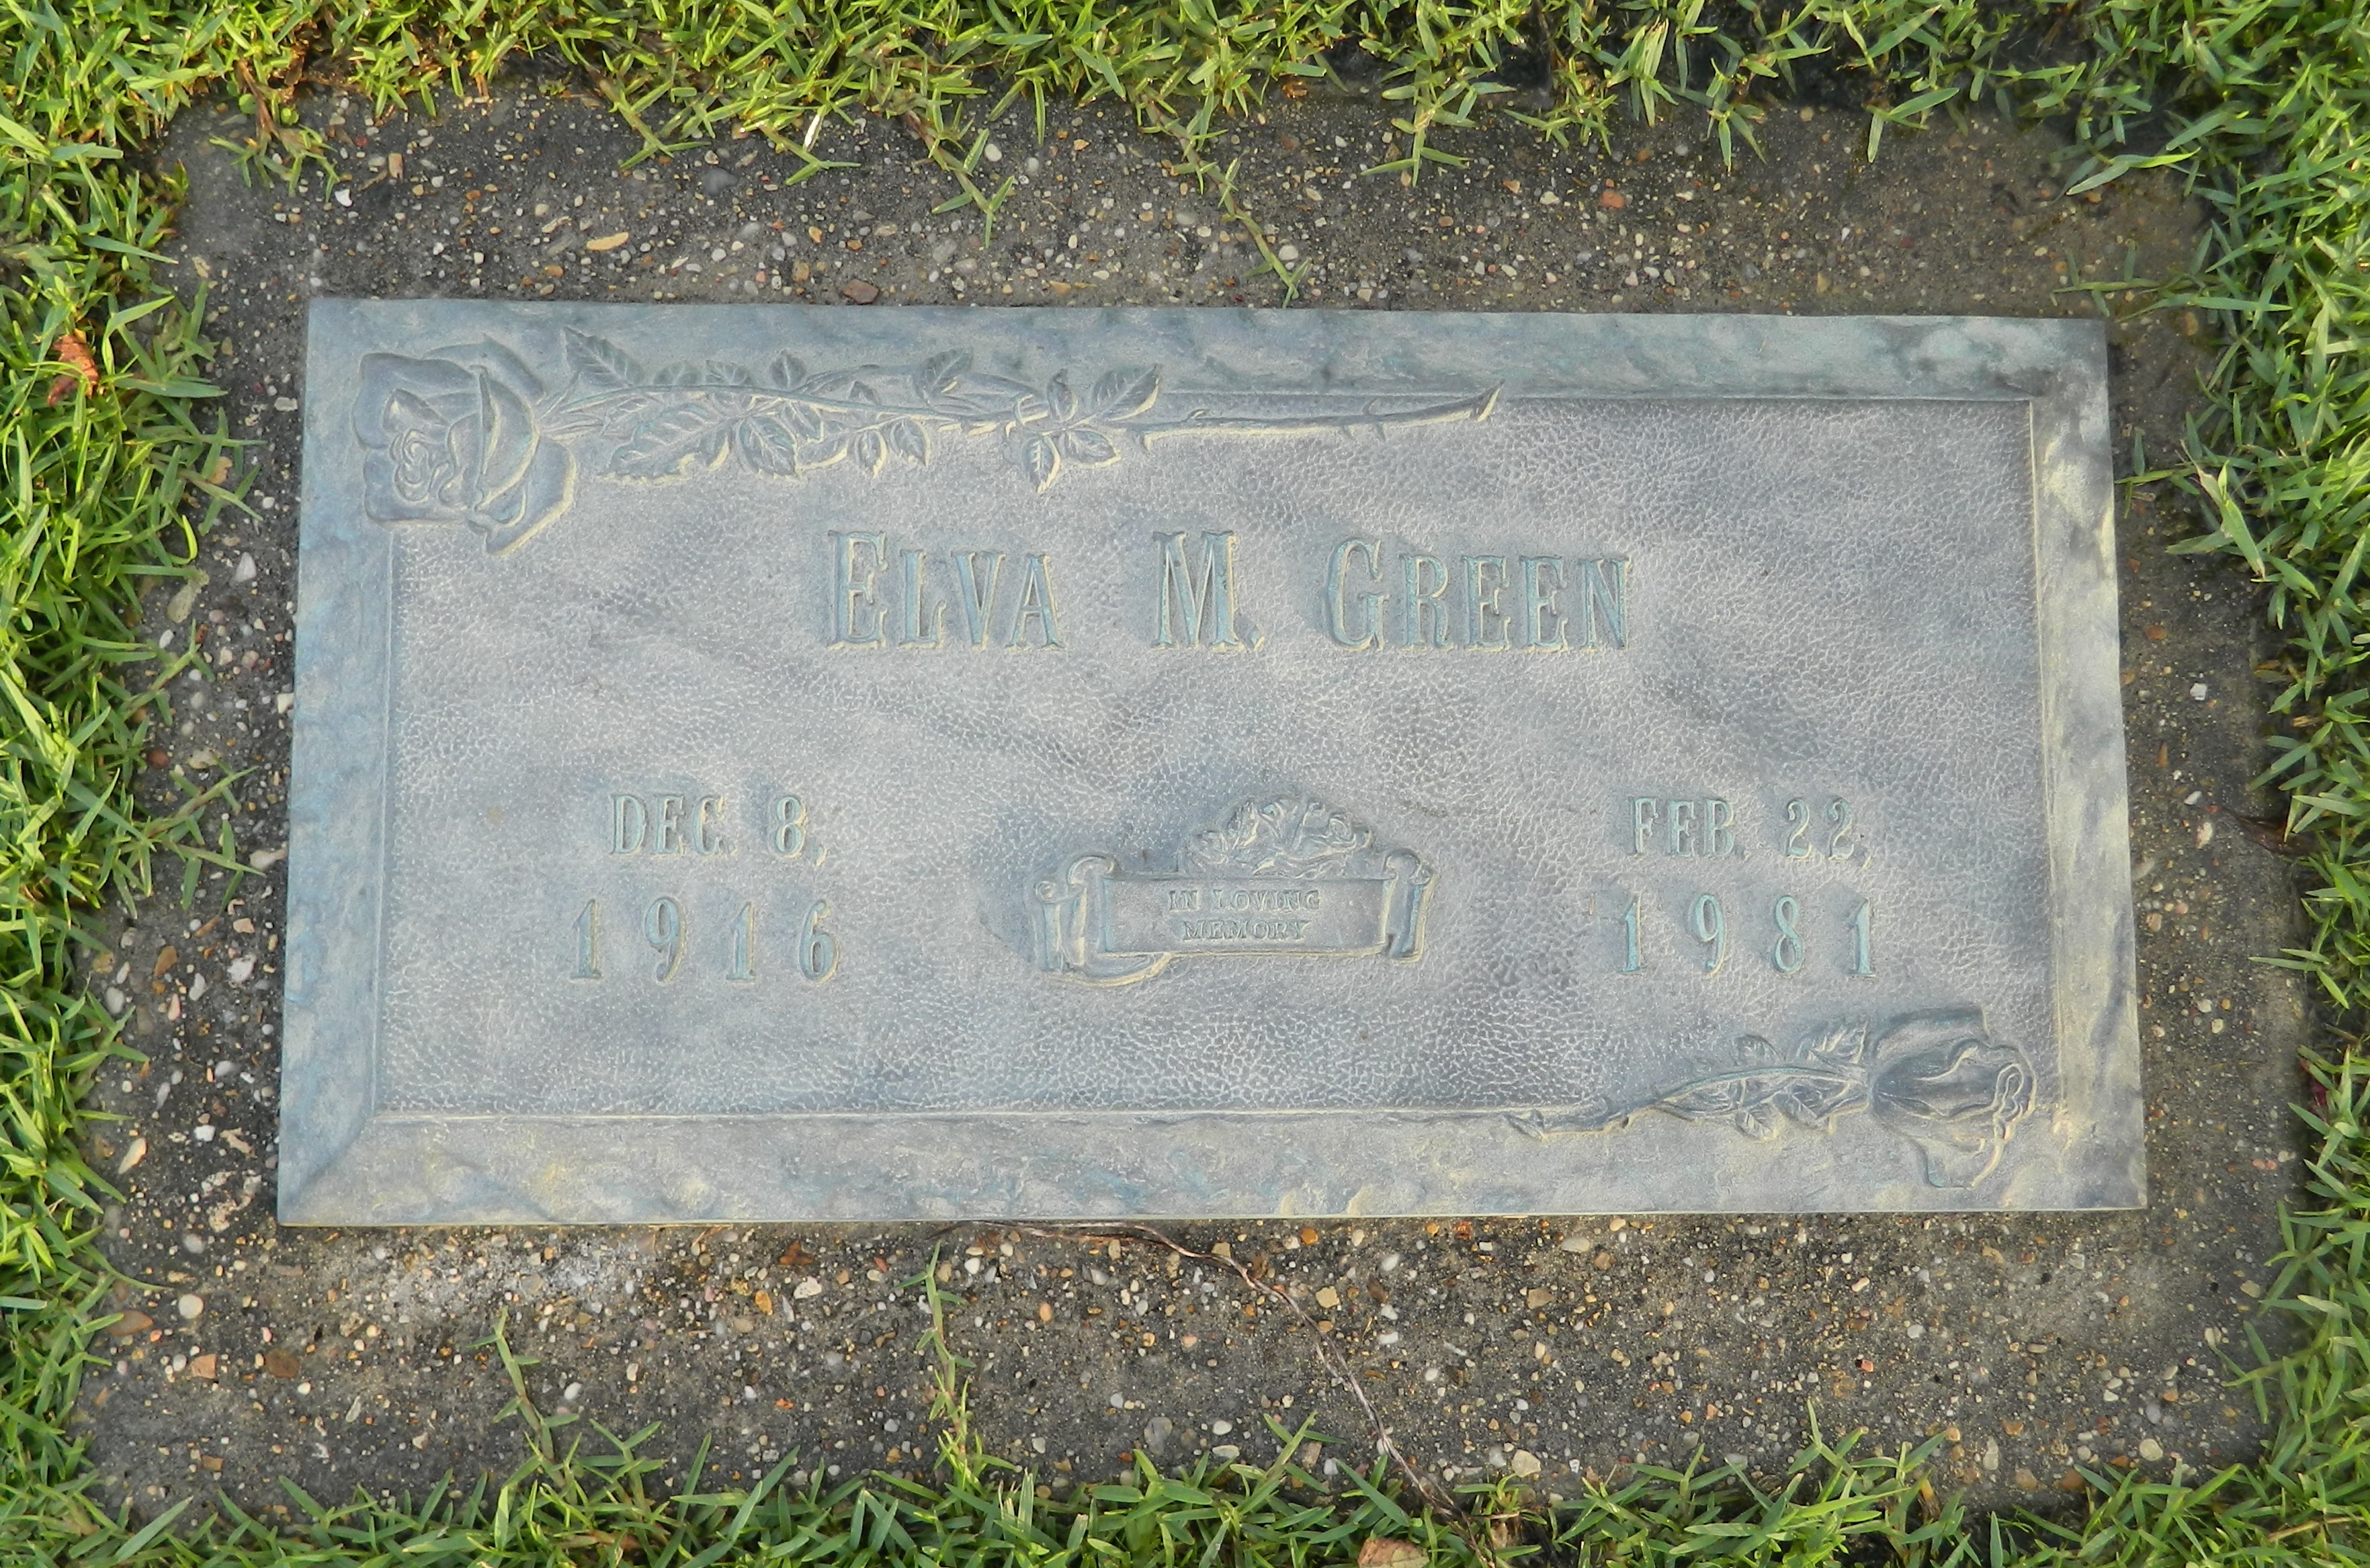 ELVA M. GREEN
DEC. 8,
1916
IN LOVING
MEMORY
FEB. 22,
1981